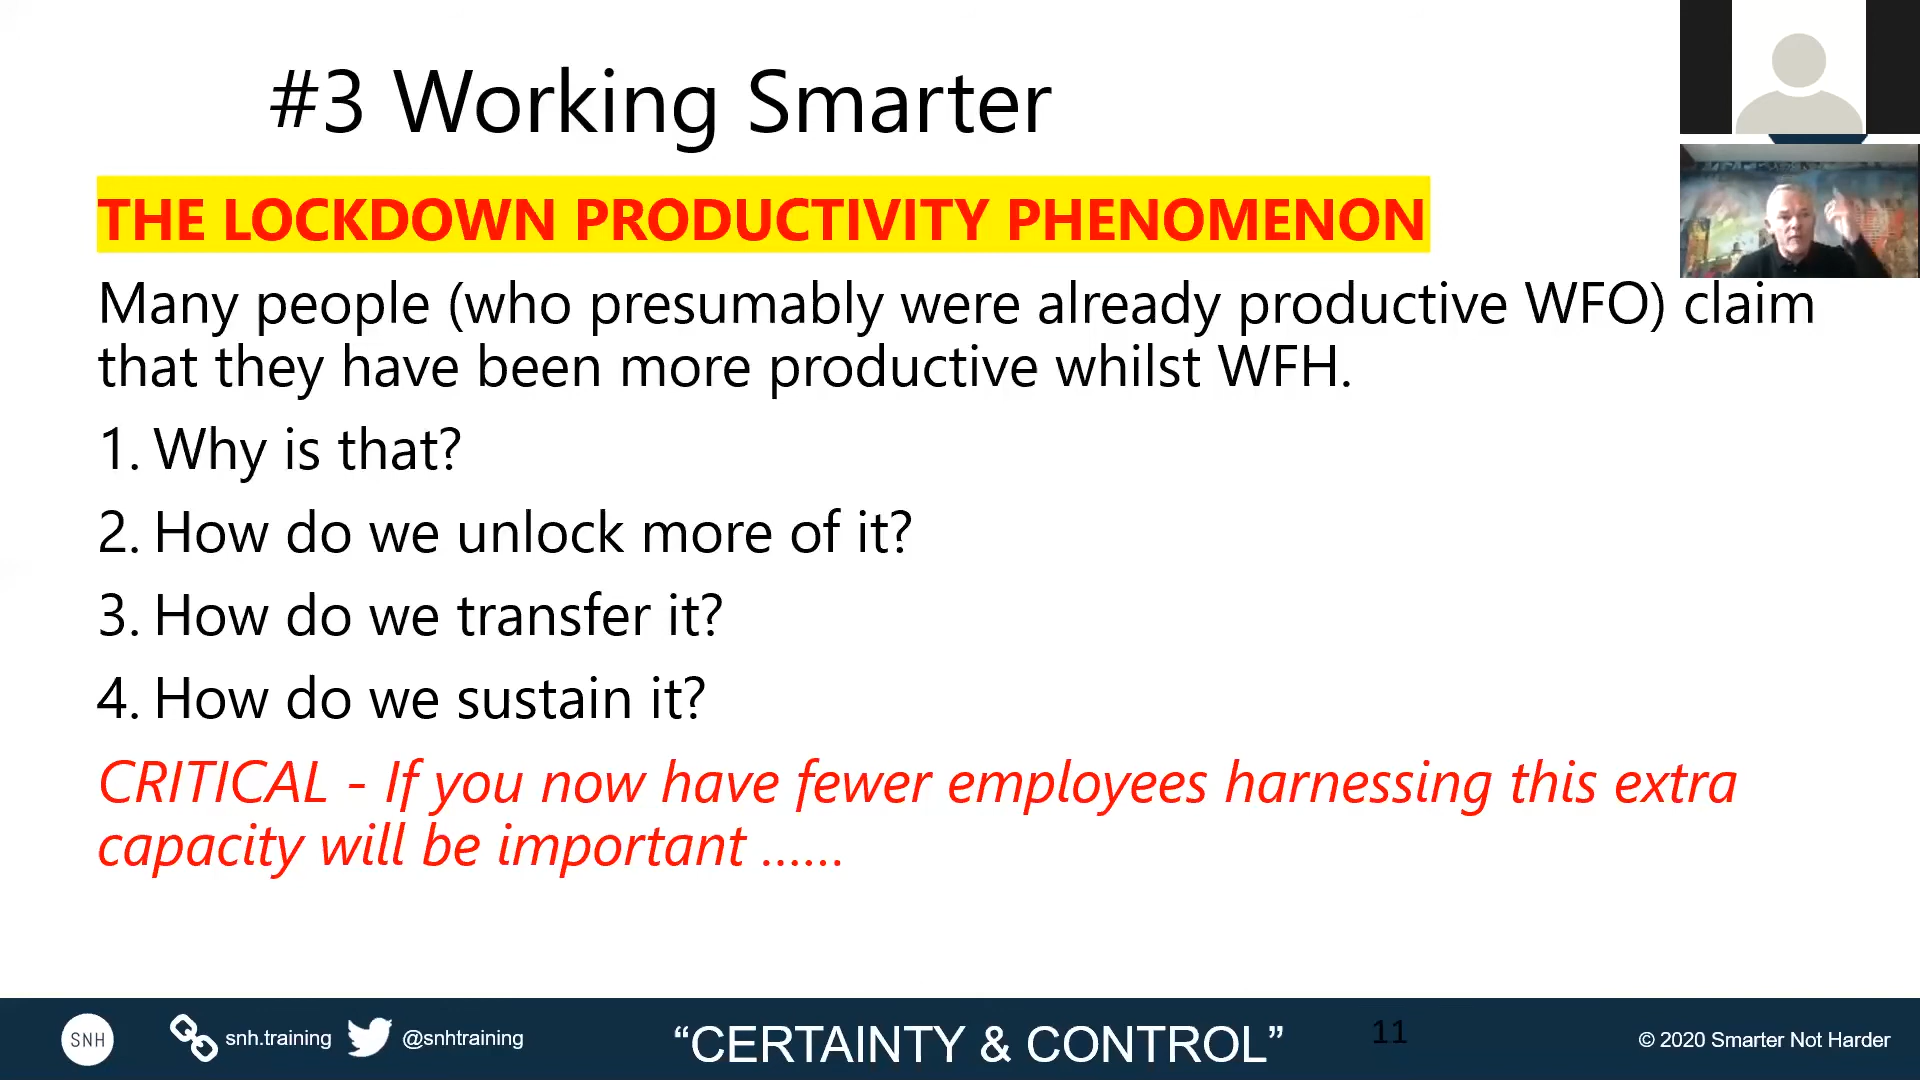 #3 Working Smarter
THE LOCKDOWN PRODUCTIVITY PHENOMENON
Many people (who presumably were already productive WFO) claim
that they have been more productive whilst WFH.
1. Why is that?
2. How do we unlock more of it?
3. How do we transfer it?
4. How do we sustain it?
CRITICAL - If you now have fewer employees harnessing this extra
capacity will be important ......
SNH
snh.training
@snhtraining
“CERTAINTY & CONTROL”
11
© 2020 Smarter Not Harder